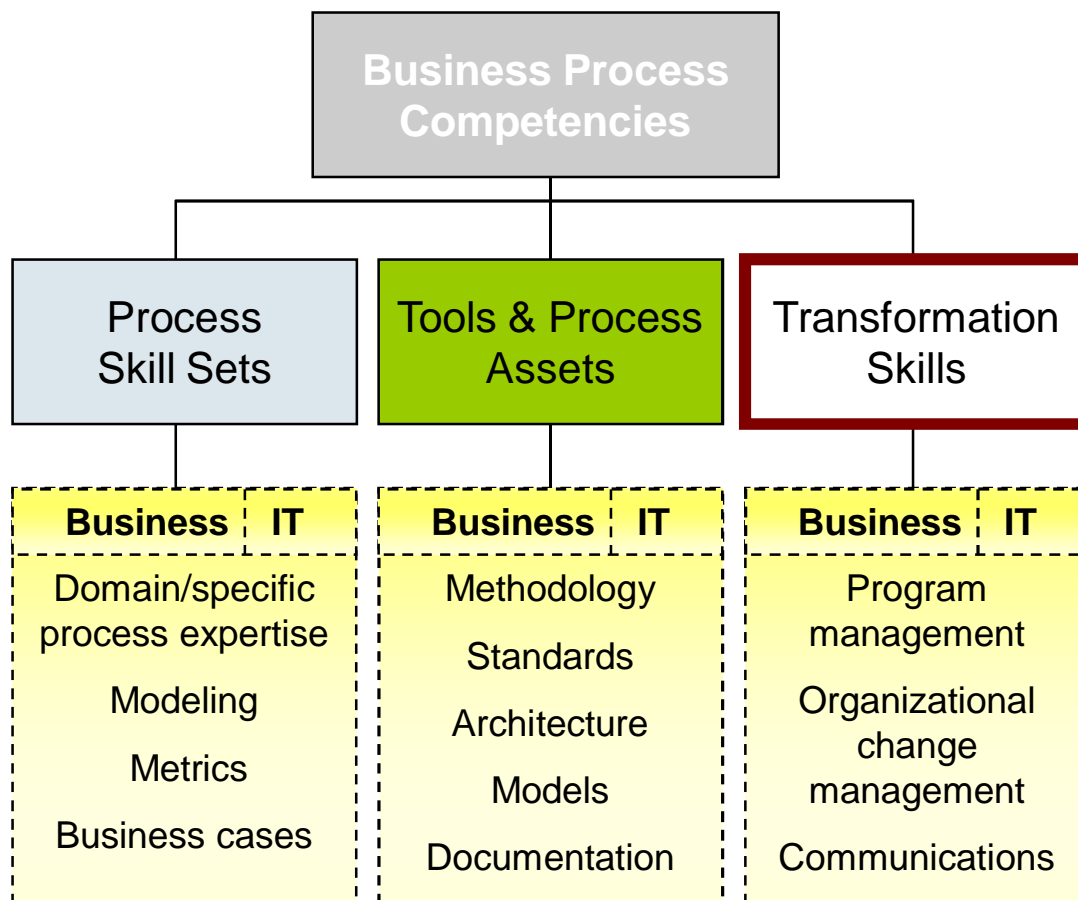 Business Process
Competencies
Process
Skill Sets
Tools & Process
Assets
Transformation
Skills
Business IT
Domain/specific
process expertise
Modeling
Metrics
Business cases
Business IT
Methodology
Standards
Architecture
Models
Documentation
Business IT
Program
management
Organizational
change
management
Communications